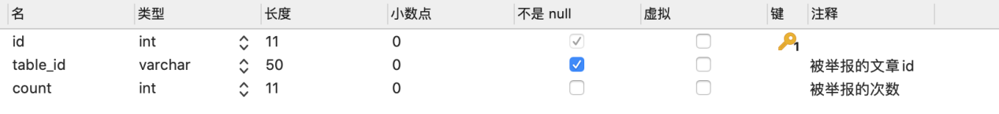 名 类型 长度 小数点 不是 null 虚拟 键 注释
id int 11 0 1
table_id varchar 50 0 被举报的文章id
count int 11 0 被举报的次数